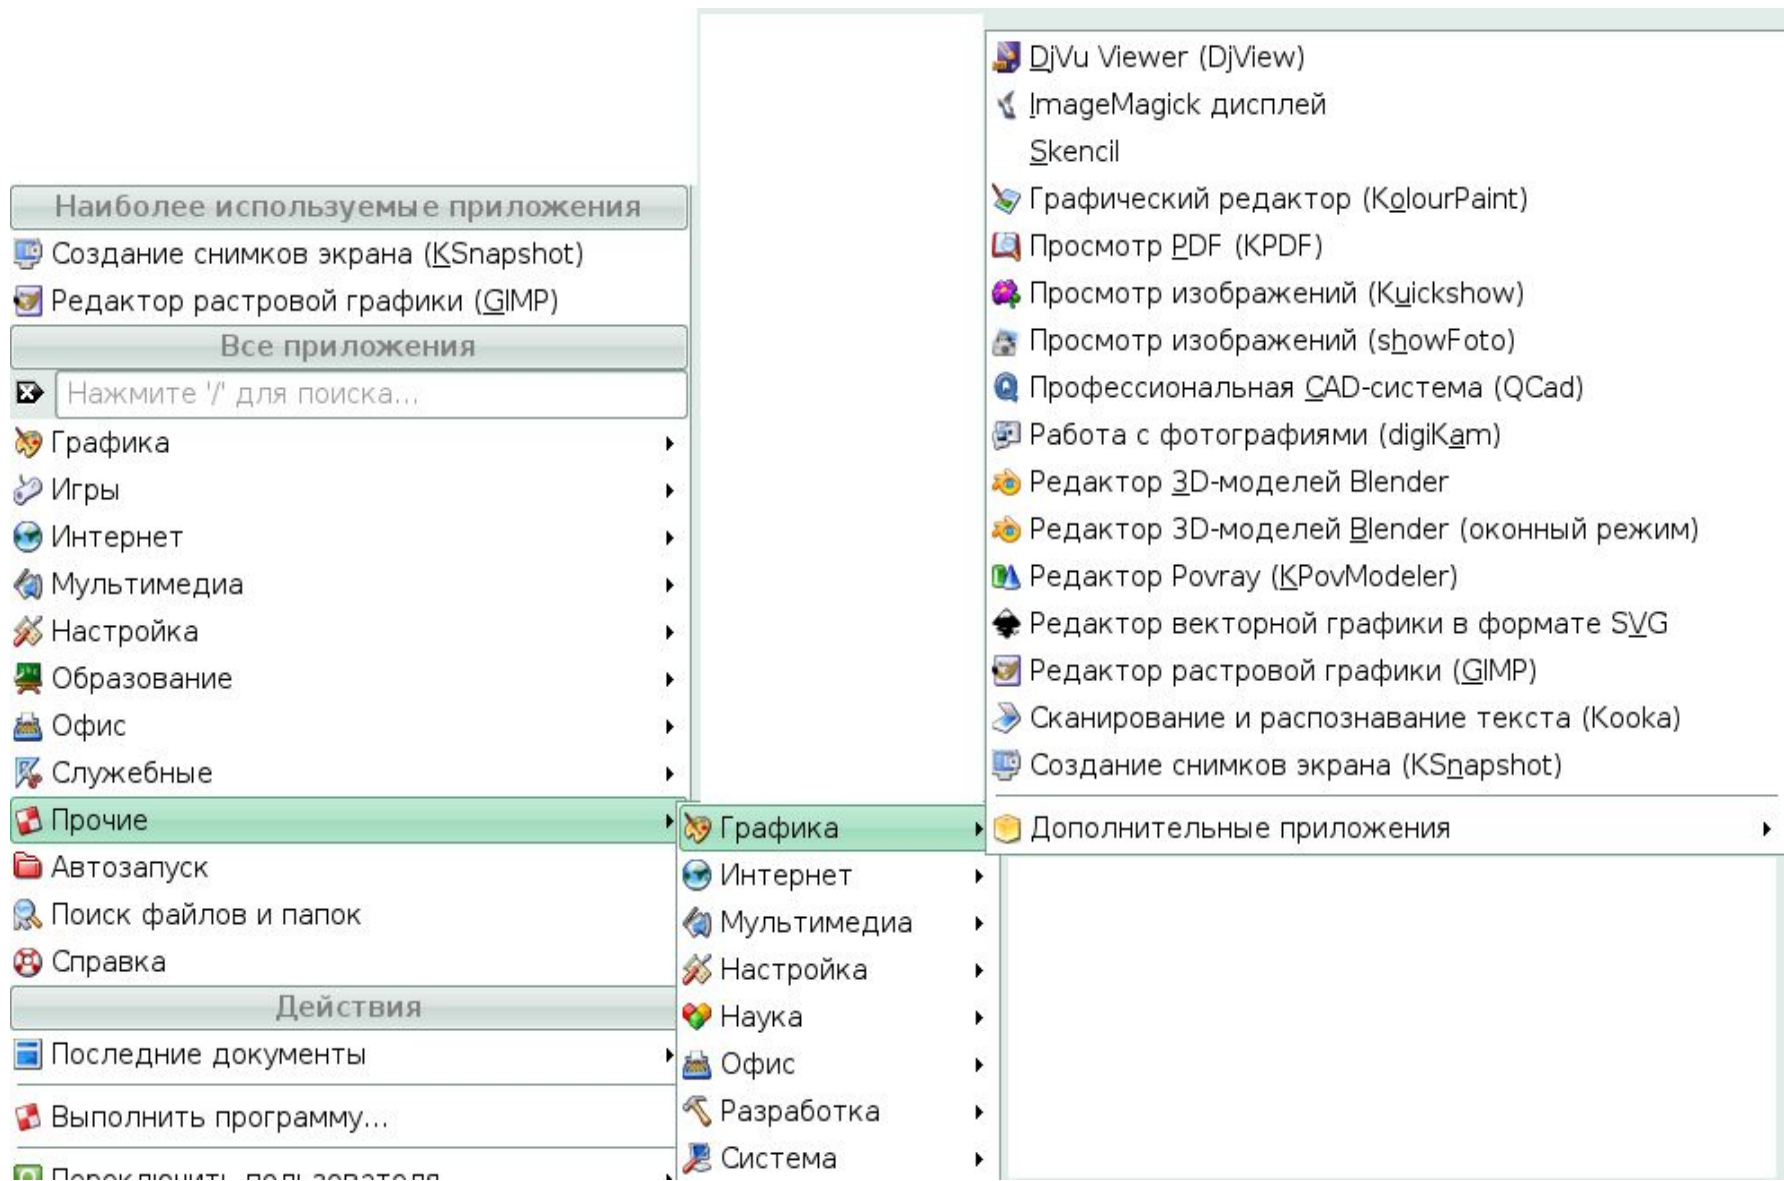 Наиболее используемые приложения
Создание снимков экрана (KSnapshot)
Редактор растровой графики (GIMP)
Все приложения
Нажмите '/' для поиска...
Графика
Игры
Интернет
Мультимедиа
Настройка
Образование
Офис
Служебные
Прочие
Автозапуск
Поиск файлов и папок
Справка
Действия
Последние документы
Выполнить программу...
Переключить пользователя
Графика
Интернет
Мультимедиа
Настройка
Наука
Офис
Разработка
Система
DjVu Viewer (DjView)
ImageMagick дисплей
Skencil
Графический редактор (KolourPaint)
Просмотр PDF (KPDF)
Просмотр изображений (Kuickshow)
Просмотр изображений (showFoto)
Профессиональная CAD-система (QCad)
Работа с фотографиями (digiKam)
Редактор 3D-моделей Blender
Редактор 3D-моделей Blender (оконный режим)
Редактор Povray (KPovModeler)
Редактор векторной графики в формате SVG
Редактор растровой графики (GIMP)
Сканирование и распознавание текста (Kooka)
Создание снимков экрана (KSnapshot)
Дополнительные приложения